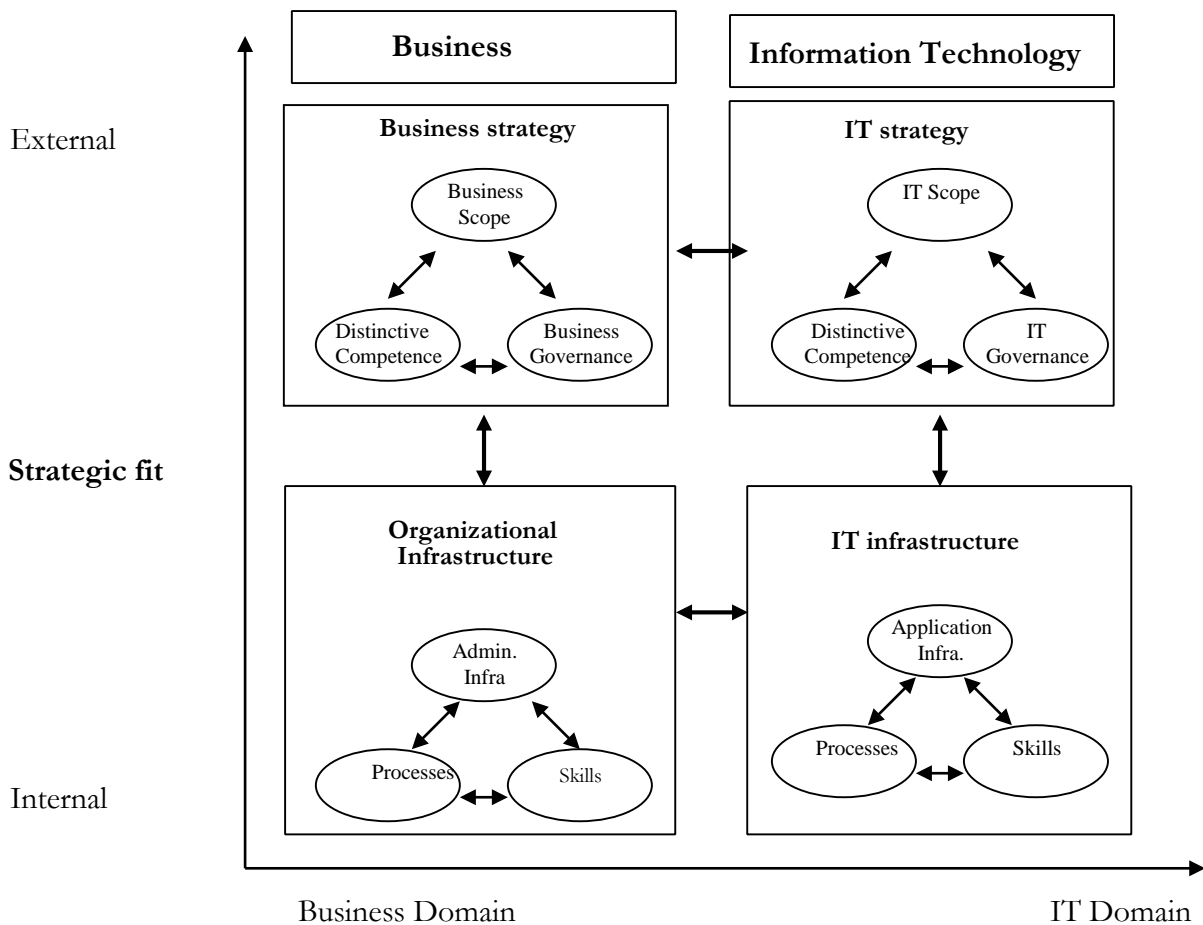 Business
Information Technology
External
Business strategy
Business
Scope
Distinctive
Competence
Business
Governance
IT strategy
IT Scope
Distinctive
Competence
IT
Governance
Strategic fit
Organizational
Infrastructure
Admin.
Infra
Processes
Skills
IT infrastructure
Application
Infra.
Processes
Skills
Internal
Business Domain
IT Domain